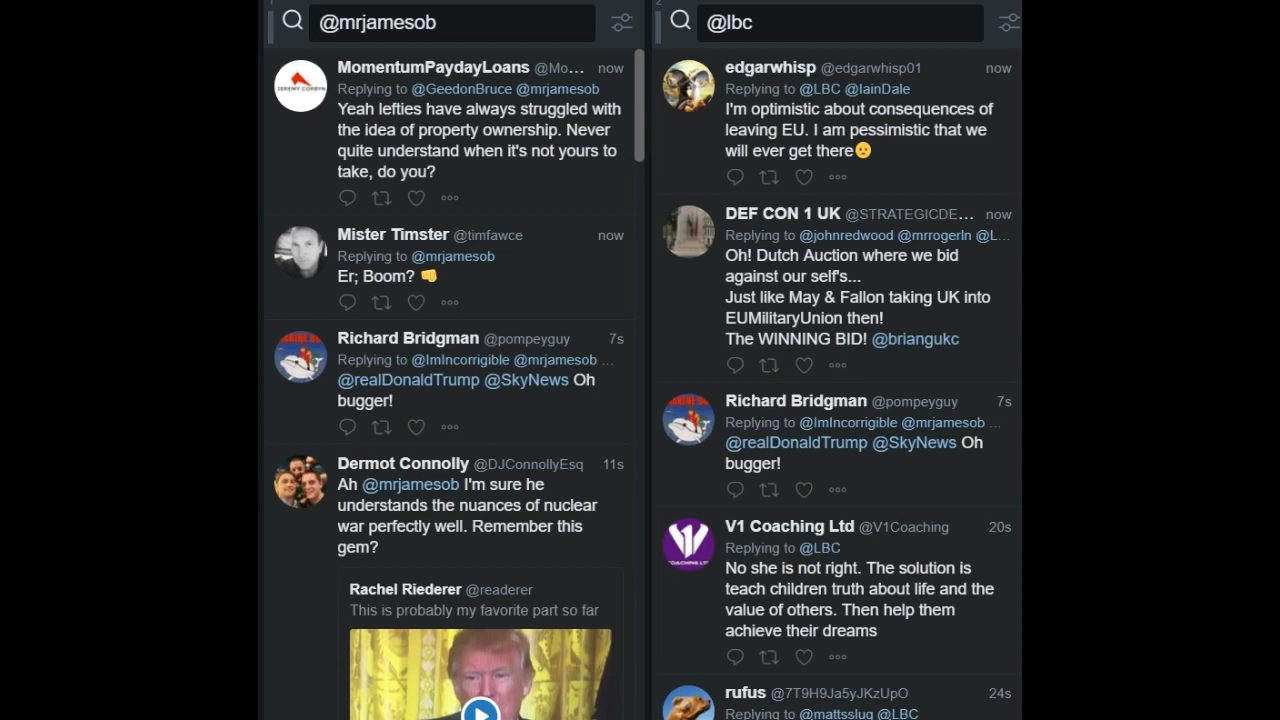 @mrjamesob
MomentumPaydayLoans @Mo... now
Replying to @GeedonBruce @mrjamesob
Yeah lefties have always struggled with
the idea of property ownership. Never
quite understand when it's not yours to
take, do you?
Mister Timster @timfawce now
Replying to @mrjamesob
Er; Boom? 👊
Richard Bridgman @pompeyguy 7s
Replying to @ImIncorrigible @mrjamesob ...
@realDonaldTrump @SkyNews Oh
bugger!
Dermot Connolly @DJConnollyEsq 11s
Ah @mrjamesob I'm sure he
understands the nuances of nuclear
war perfectly well. Remember this
gem?
Rachel Riederer @readerer
This is probably my favorite part so far
@lbc
edgarwhisp @edgarwhisp01 now
Replying to @LBC @IainDale
I'm optimistic about consequences of
leaving EU. I am pessimistic that we
will ever get there😟
DEF CON 1 UK @STRATEGICDE... now
Replying to @johnredwood @mrrogerln @L...
Oh! Dutch Auction where we bid
against our self's...
Just like May & Fallon taking UK into
EUMilitaryUnion then!
The WINNING BID! @briangukc
Richard Bridgman @pompeyguy 7s
Replying to @ImIncorrigible @mrjamesob ...
@realDonaldTrump @SkyNews Oh
bugger!
V1 Coaching Ltd @V1Coaching 20s
Replying to @LBC
No she is not right. The solution is
teach children truth about life and the
value of others. Then help them
achieve their dreams
rufus @7T9H9Ja5yJKzUpO 24s
Replying to @mattsslug @LBC